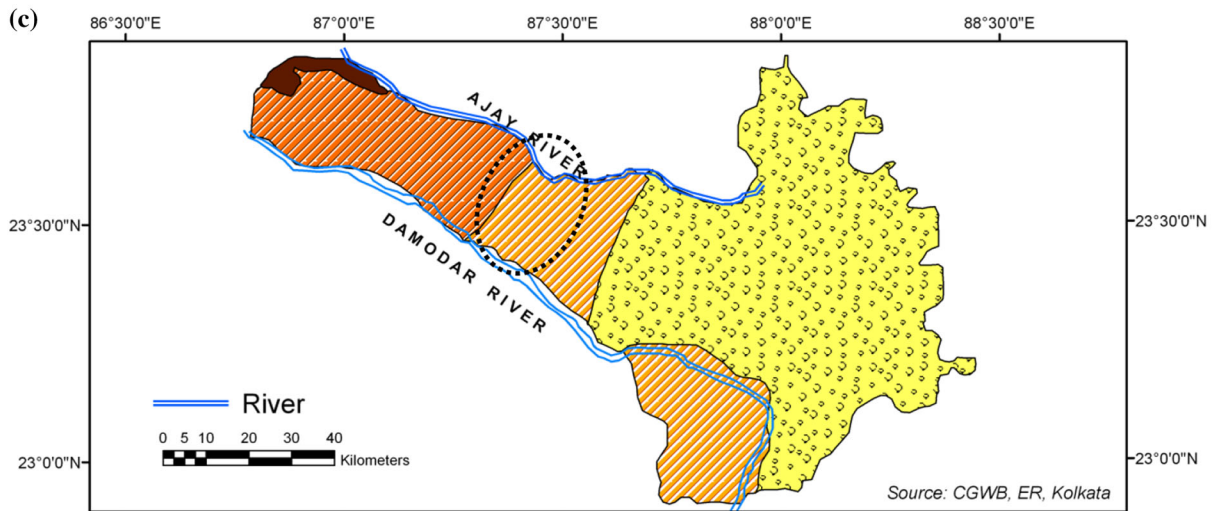 (c)
86°30'0"E 87°0'0"E 87°30'0"E 88°0'0"E 88°30'0"E
AJAY RIVER
23°30'0"N 23°30'0"N
DAMODAR RIVER
River
0 5 10 20 30 40
Kilometers
23°0'0"N 23°0'0"N
Source: CGWB, ER, Kolkata